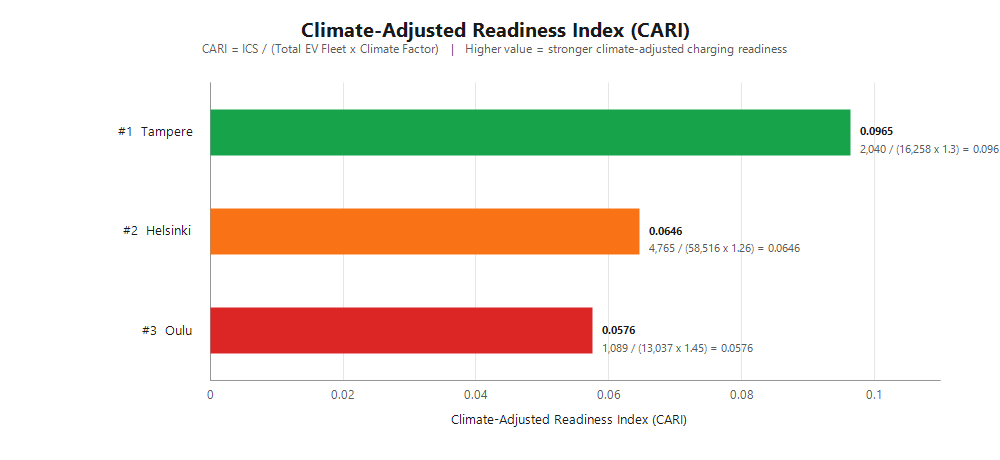 Climate-Adjusted Readiness Index (CARI)
CARI = ICS / (Total EV Fleet x Climate Factor)   |   Higher value = stronger climate-adjusted charging readiness
#1 Tampere
0.0965
2,040 / (16,258 x 1.3) = 0.096
#2 Helsinki
0.0646
4,765 / (58,516 x 1.26) = 0.0646
#3 Oulu
0.0576
1,089 / (13,037 x 1.45) = 0.0576
0 0.02 0.04 0.06 0.08 0.1
Climate-Adjusted Readiness Index (CARI)